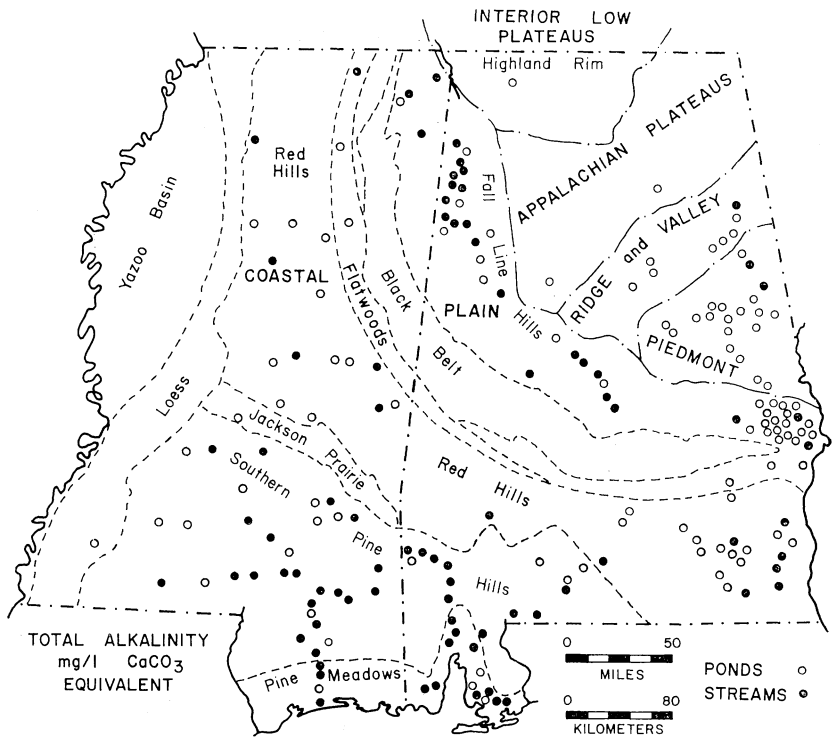 INTERIOR LOW
PLATEAUS
Highland Rim
APPALACHIAN PLATEAUS
Red
Hills
Fall
Line
Hills
Yazoo Basin
RIDGE and VALLEY
COASTAL
PLAIN
Flatwoods
Black
Belt
PIEDMONT
Loess
Jackson
Prairie
Southern
Pine
Hills
Red
Hills
Pine Meadows
TOTAL ALKALINITY
mg/l CaCO3
EQUIVALENT
0 50
MILES
0 80
KILOMETERS
PONDS
STREAMS